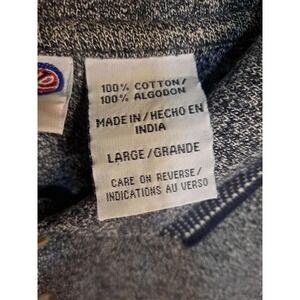 100% COTTON/
100% ALGODON
MADE IN/HECHO EN
INDIA
LARGE/GRANDE
CARE ON REVERSE/
INDICATIONS AU VERSO